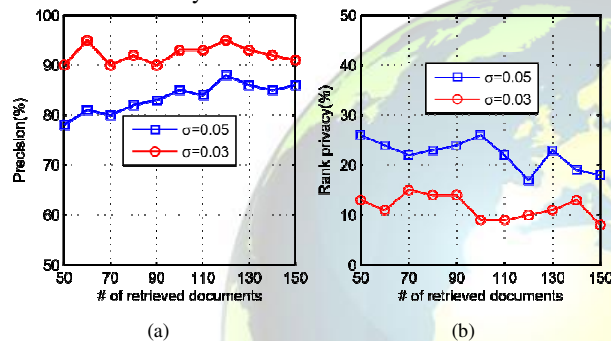 100
90
80
70
60
50
Precision(%)
σ=0.05
σ=0.03
50 70 90 110 130 150
# of retrieved documents
(a)
50
40
30
20
10
0
Rank privacy(%)
σ=0.05
σ=0.03
50 70 90 110 130 150
# of retrieved documents
(b)